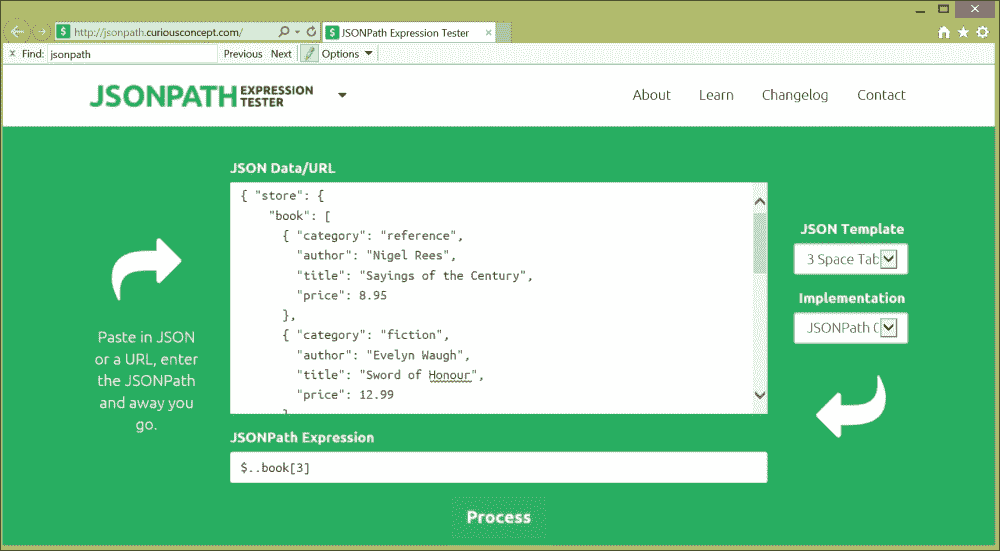 http://jsonpath.curiousconcept.com/
JSONPath Expression Tester
x Find: jsonpath Previous Next Options
JSONPATH EXPRESSION TESTER
About Learn Changelog Contact
JSON Data/URL
{ "store": {
"book": [
{ "category": "reference",
"author": "Nigel Rees",
"title": "Sayings of the Century",
"price": 8.95
},
{ "category": "fiction",
"author": "Evelyn Waugh",
"title": "Sword of Honour",
"price": 12.99
Paste in JSON
or a URL, enter
the JSONPath
and away you
go.
JSON Template
3 Space Tab
Implementation
JSONPath
JSONPath Expression
$..book[3]
Process